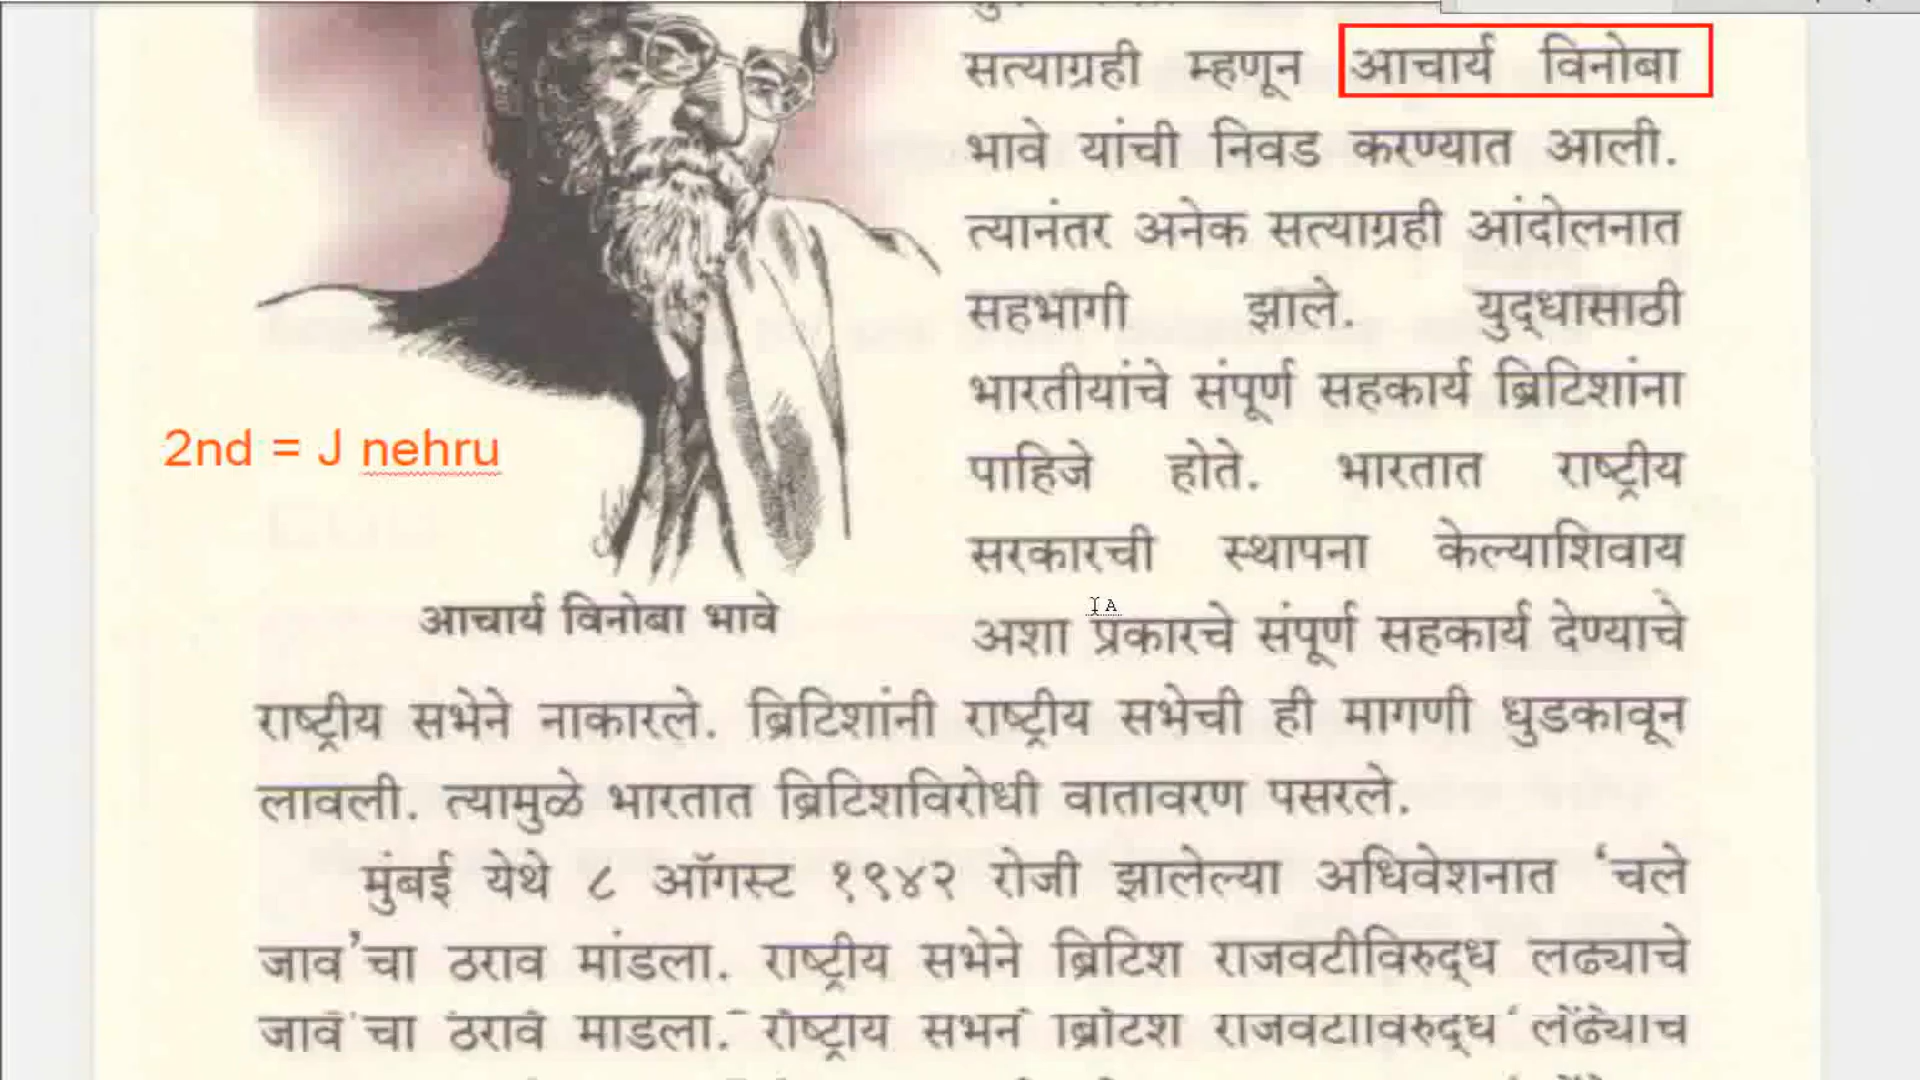 सत्याग्रही म्हणून आचार्य विनोबा
भावे यांची निवड करण्यात आली.
त्यानंतर अनेक सत्याग्रही आंदोलनात
सहभागी झाले. युद्धासाठी
भारतीयांचे संपूर्ण सहकार्य ब्रिटिशांना
पाहिजे होते. भारतात राष्ट्रीय
सरकारची स्थापना केल्याशिवाय
अशा प्रकारचे संपूर्ण सहकार्य देण्याचे
2nd = J nehru
आचार्य विनोबा भावे
राष्ट्रीय सभेने नाकारले. ब्रिटिशांनी राष्ट्रीय सभेची ही मागणी धुडकावून
लावली. त्यामुळे भारतात ब्रिटिशविरोधी वातावरण पसरले.
मुंबई येथे ८ ऑगस्ट १९४२ रोजी झालेल्या अधिवेशनात ‘चले
जाव’चा ठराव मांडला. राष्ट्रीय सभेने ब्रिटिश राजवटीविरुद्ध लढ्याचे